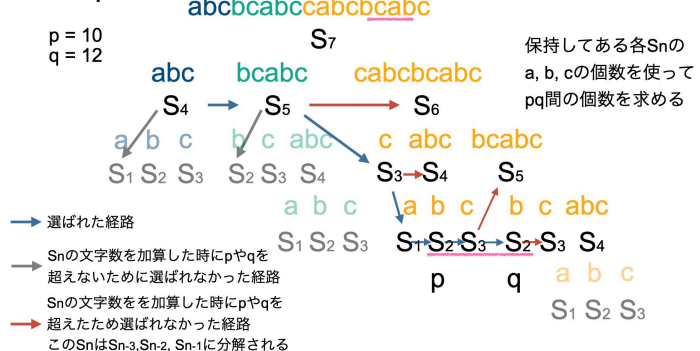 abcbcabccabcbcabc
S7
p = 10
q = 12
保持してある各Snの
a, b, cの個数を使って
pq間の個数を求める
abc bcabc cabcbcabc
S4 S5 S6
a b c b c abc c abc bcabc
S1 S2 S3 S2 S3 S4 S3 S4 S5
a b c a b c b c abc
S1 S2 S3 S1 S2 S3 S2 S3 S4
p q
a b c
S1 S2 S3
選ばれた経路
Snの文字数を加算した時にpやqを
超えないために選ばれなかった経路
Snの文字数をを加算した時にpやqを
超えたため選ばれなかった経路
このSnはSn-3,Sn-2, Sn-1に分解される